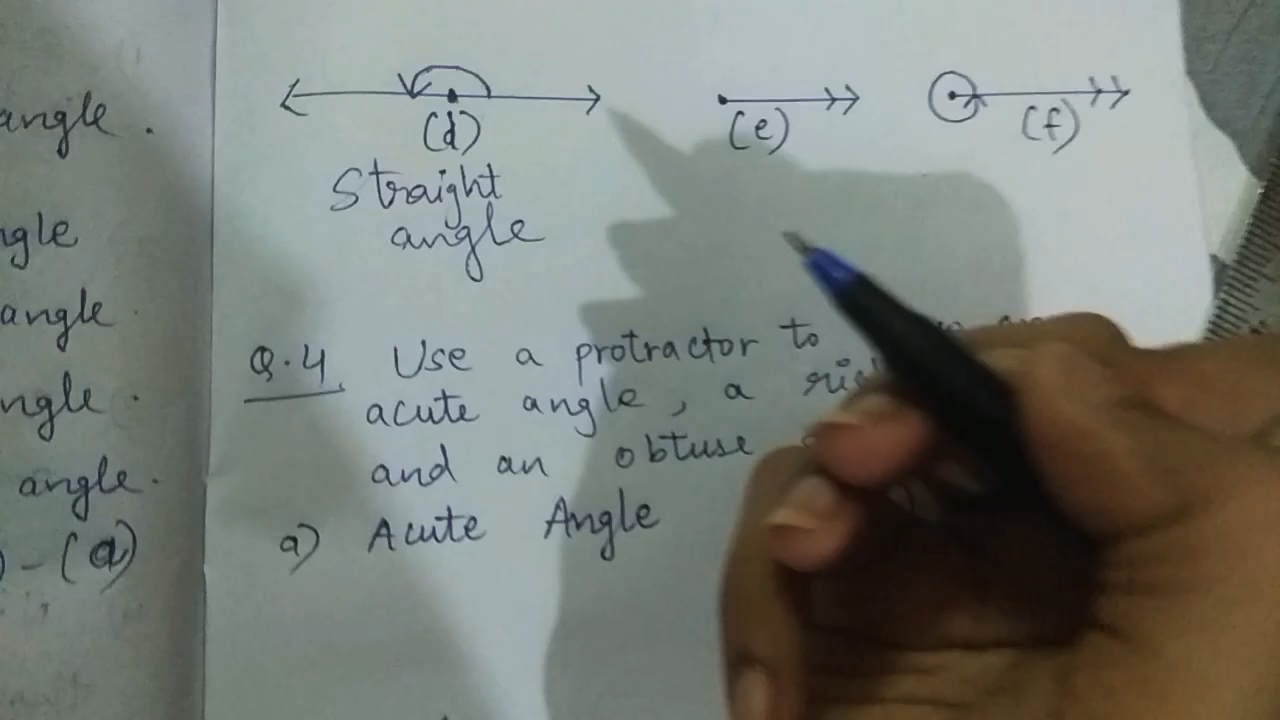 angle.
ngle
angle.
ngle.
angle.
)-(a)
(d)
(e)
(f)
Straight
angle
Q.4. Use a protractor to
acute angle, a
and an obtuse
a) Acute Angle